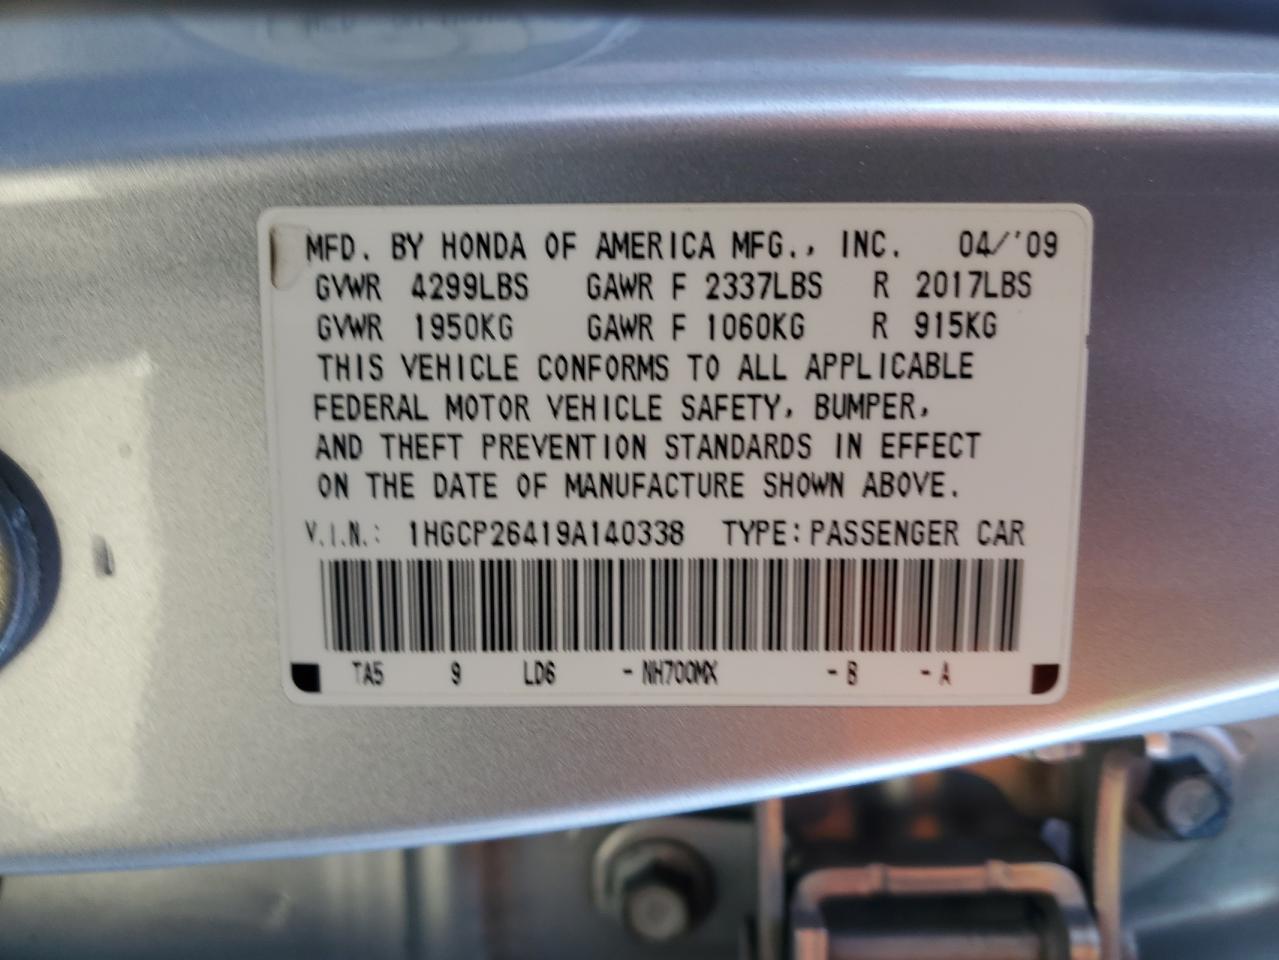 MFD. BY HONDA OF AMERICA MFG., INC. 04/'09
GVWR 4299LBS GAWR F 2337LBS R 2017LBS
GVWR 1950KG GAWR F 1060KG R 915KG
THIS VEHICLE CONFORMS TO ALL APPLICABLE
FEDERAL MOTOR VEHICLE SAFETY, BUMPER,
AND THEFT PREVENTION STANDARDS IN EFFECT
ON THE DATE OF MANUFACTURE SHOWN ABOVE.
V.I.N.: 1HGCP26419A140338 TYPE: PASSENGER CAR
TA5 9 LD6 - NH700MX - B - A